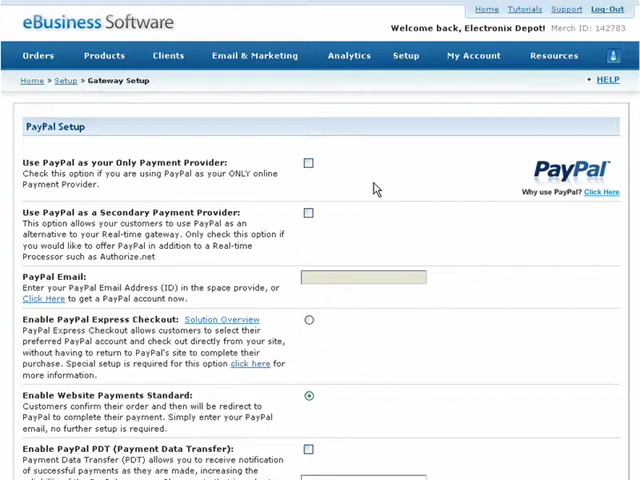 eBusiness Software
Home | Tutorials | Support | Log-Out
Welcome back, Electronix Depot! Merch ID: 142783
Orders Products Clients Email & Marketing Analytics Setup My Account Resources
Home > Setup > Gateway Setup
HELP
PayPal Setup
Use PayPal as your Only Payment Provider:
Check this option if you are using PayPal as your ONLY online
Payment Provider.
PayPal
Why use PayPal? Click Here
Use PayPal as a Secondary Payment Provider:
This option allows your customers to use PayPal as an
alternative to your Real-time gateway. Only check this option if
you would like to offer PayPal in addition to a Real-time
Processor such as Authorize.net
PayPal Email:
Enter your PayPal Email Address (ID) in the space provide, or
Click Here to get a PayPal account now.
Enable PayPal Express Checkout: Solution Overview
PayPal Express Checkout allows customers to select their
preferred PayPal account and check out directly from your site,
without having to return to PayPal's site to complete their
purchase. Special setup is required for this option click here for
more information.
Enable Website Payments Standard:
Customers confirm their order and then will be redirect to
PayPal to complete their payment. Simply enter your PayPal
email, no further setup is required.
Enable PayPal PDT (Payment Data Transfer):
Payment Data Transfer (PDT) allows you to receive notification
of successful payments as they are made, increasing the